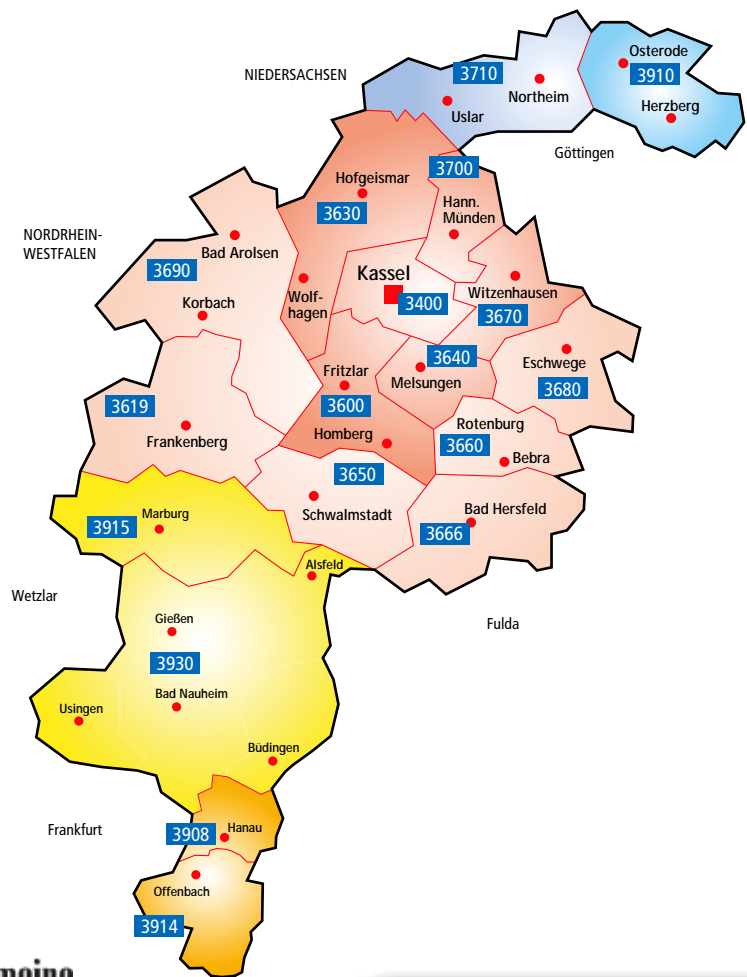 Osterode
3910
Herzberg
NIEDERSACHSEN
3710
Northeim
Uslar
Göttingen
3700
Hofgeismar
3630
Hann.
Münden
NORDRHEIN-
WESTFALEN
Bad Arolsen
3690
Korbach
Wolf-
hagen
Kassel
3400
Witzenhausen
3670
3640
Melsungen
Eschwege
3680
Fritzlar
3600
Homberg
3619
Frankenberg
Rotenburg
3660
Bebra
3650
Schwalmstadt
Bad Hersfeld
3666
Marburg
3915
Alsfeld
Wetzlar
Fulda
Gießen
3930
Bad Nauheim
Usingen
Büdingen
Frankfurt
3908
Hanau
Offenbach
3914